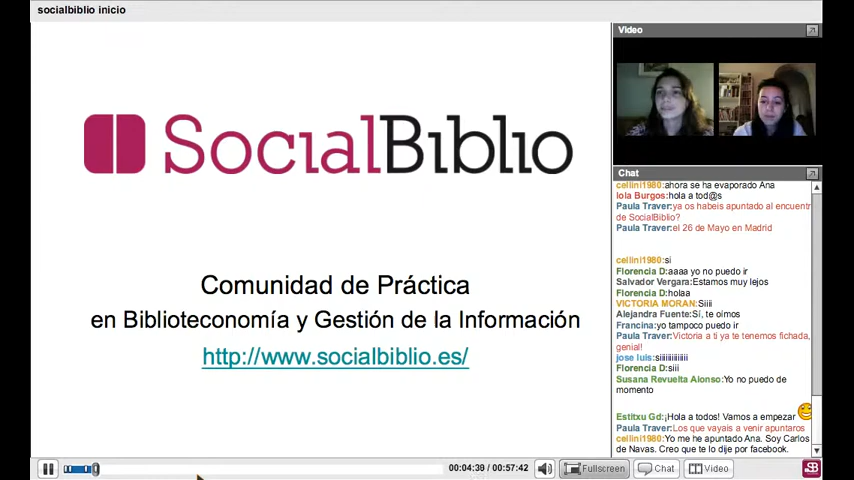 socialbiblio inicio
SocialBiblio
Comunidad de Práctica
en Biblioteconomía y Gestión de la Información
http://www.socialbiblio.es/
Video
Chat
cellini1980:ahora se ha evaporado Ana
lola Burgos:hola a tod@s
Paula Traver:ya os habeis apuntado al encuentr
de SocialBiblio?
Paula Traver:el 26 de Mayo en Madrid
cellini1980:si
Florencia D:aaaa yo no puedo ir
Salvador Vergara:Estamos muy lejos
Florencia D:holaa
VICTORIA MORAN:Siiii
Alejandra Fuente:Sí, te oimos
Francina:yo tampoco puedo ir
Paula Traver:Victoria a ti ya te tenemos fichada,
genial!
jose luis:siiiiiiiiiiiii
Florencia D:siii
Susana Revuelta Alonso:Yo no puedo de
momento
Estitxu Gd:¡Hola a todos! Vamos a empezar
Paula Traver:Los que vayais a venir apuntaros
cellini1980:Yo me he apuntado Ana. Soy Carlos
de Navas. Creo que te lo dije por facebook.
00:04:39 / 00:57:42
Fullscreen
Chat
Video
SB